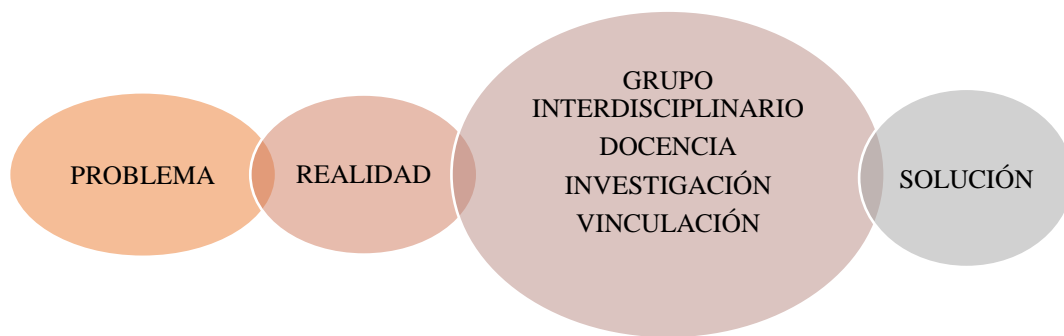 PROBLEMA
REALIDAD
GRUPO
INTERDISCIPLINARIO
DOCENCIA
INVESTIGACIÓN
VINCULACIÓN
SOLUCIÓN